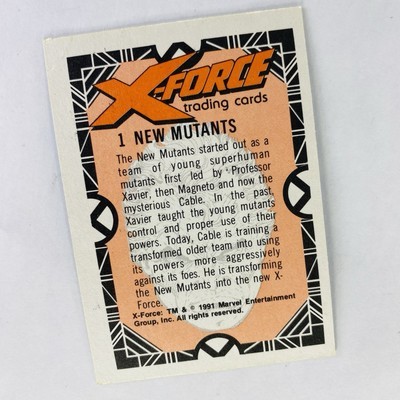 X-FORCE
trading cards
1 NEW MUTANTS
The New Mutants started out as a
team of young superhuman
mutants first led by Professor
Xavier, then Magneto and now the
mysterious Cable. In the past,
Xavier taught the young mutants
control and proper use of their
powers. Today, Cable is training a
transformed older team into using
its powers more aggressively
against its foes. He is transforming
the New Mutants into the new X-
Force.
X-Force: TM & © 1991 Marvel Entertainment
Group, Inc. All rights reserved.